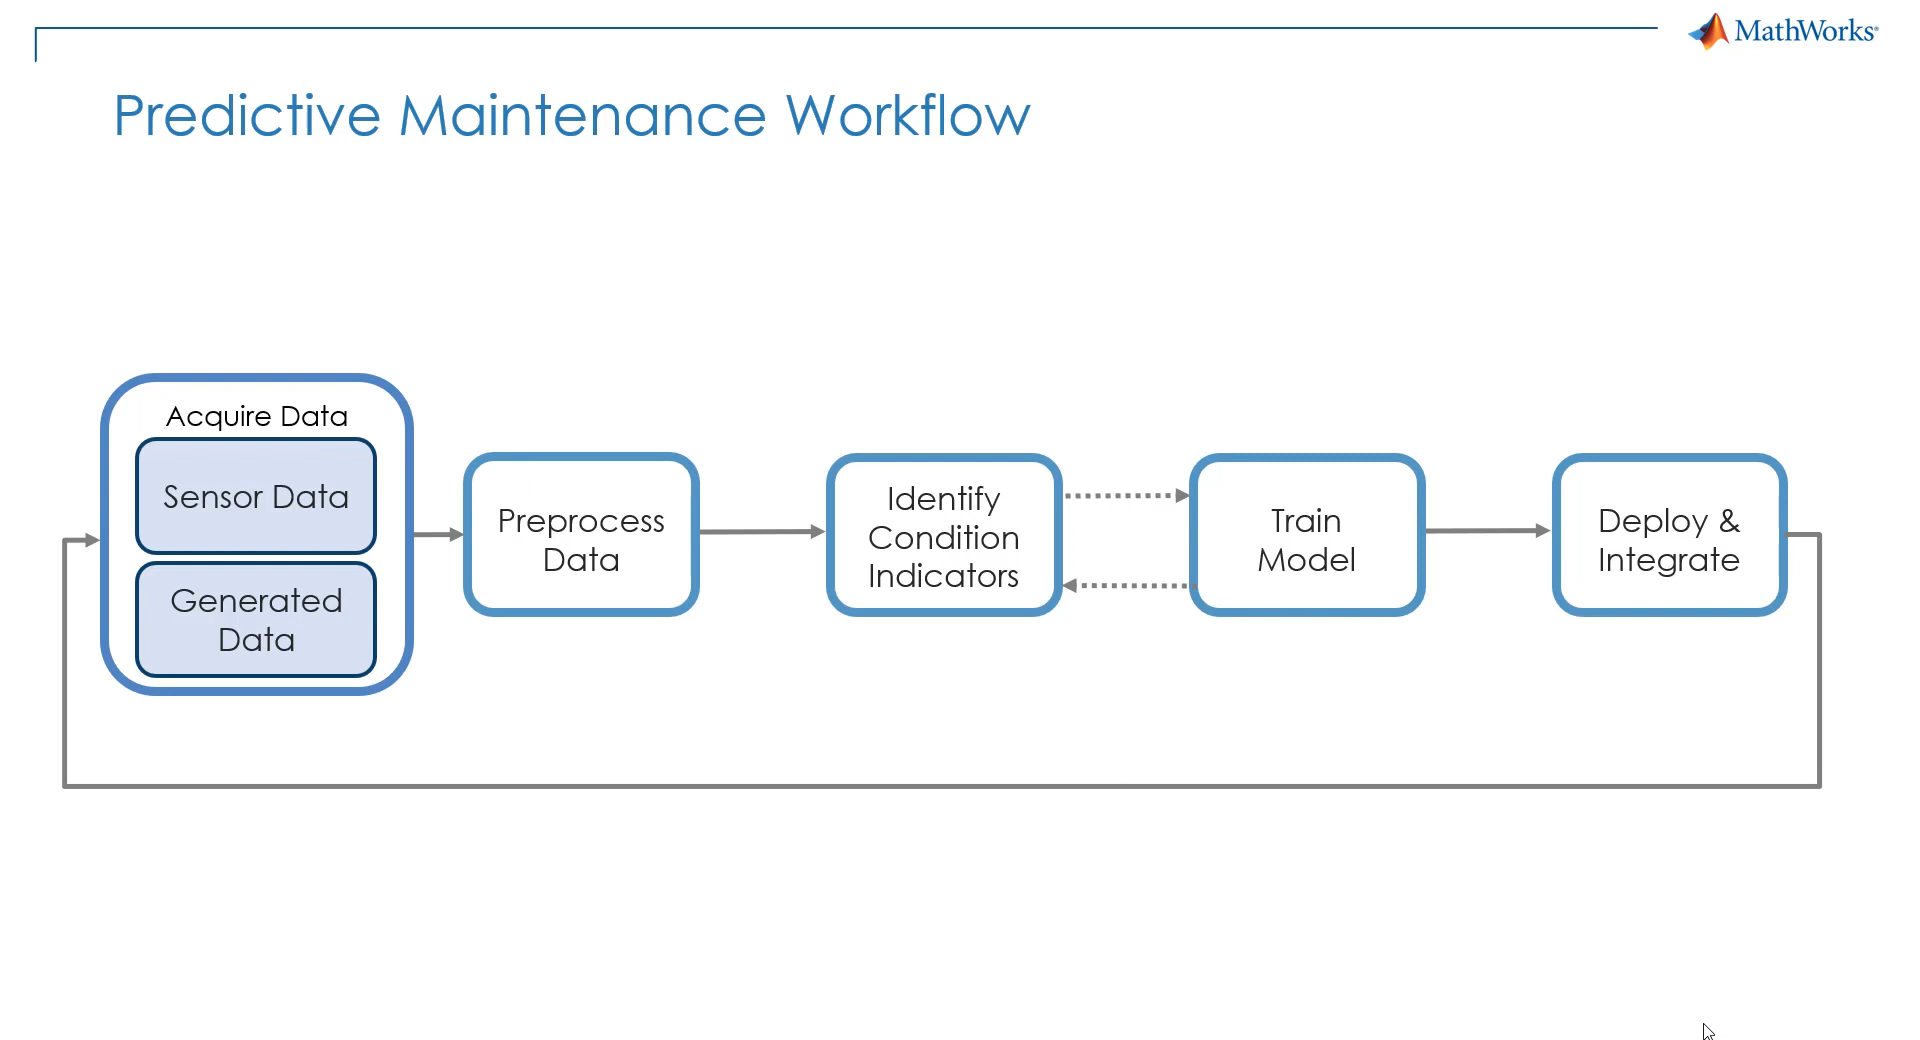 MathWorks®
Predictive Maintenance Workflow
Acquire Data
Sensor Data
Generated
Data
Preprocess
Data
Identify
Condition
Indicators
Train
Model
Deploy &
Integrate